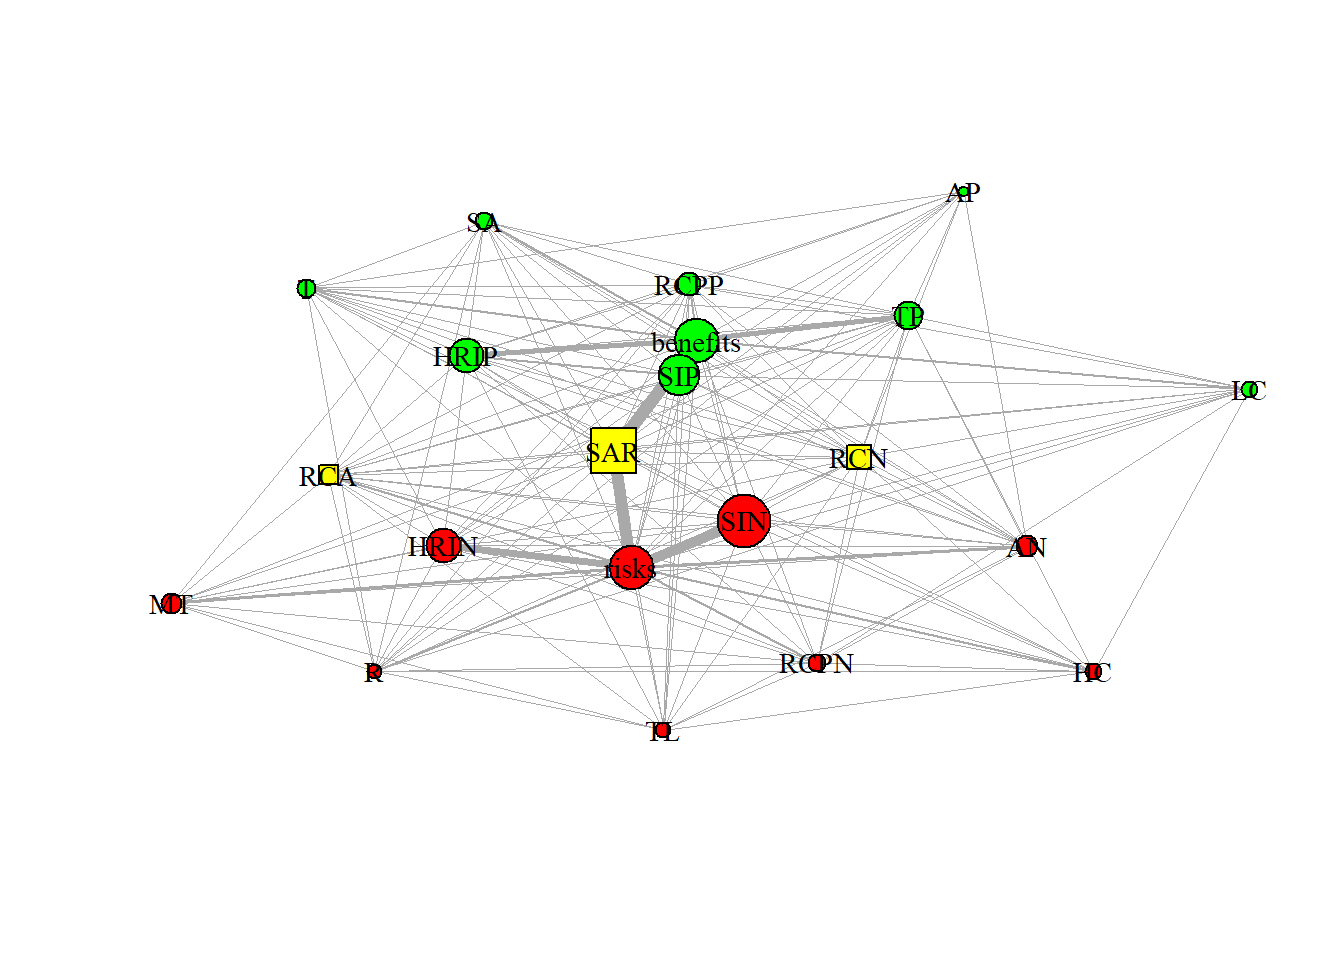 AP
SA
RCPP
T
TP
benefits
HRIP
SIP
LC
SAR
RCN
RCA
SIN
HRIN
AN
risks
MT
RCPN
R
HC
TL